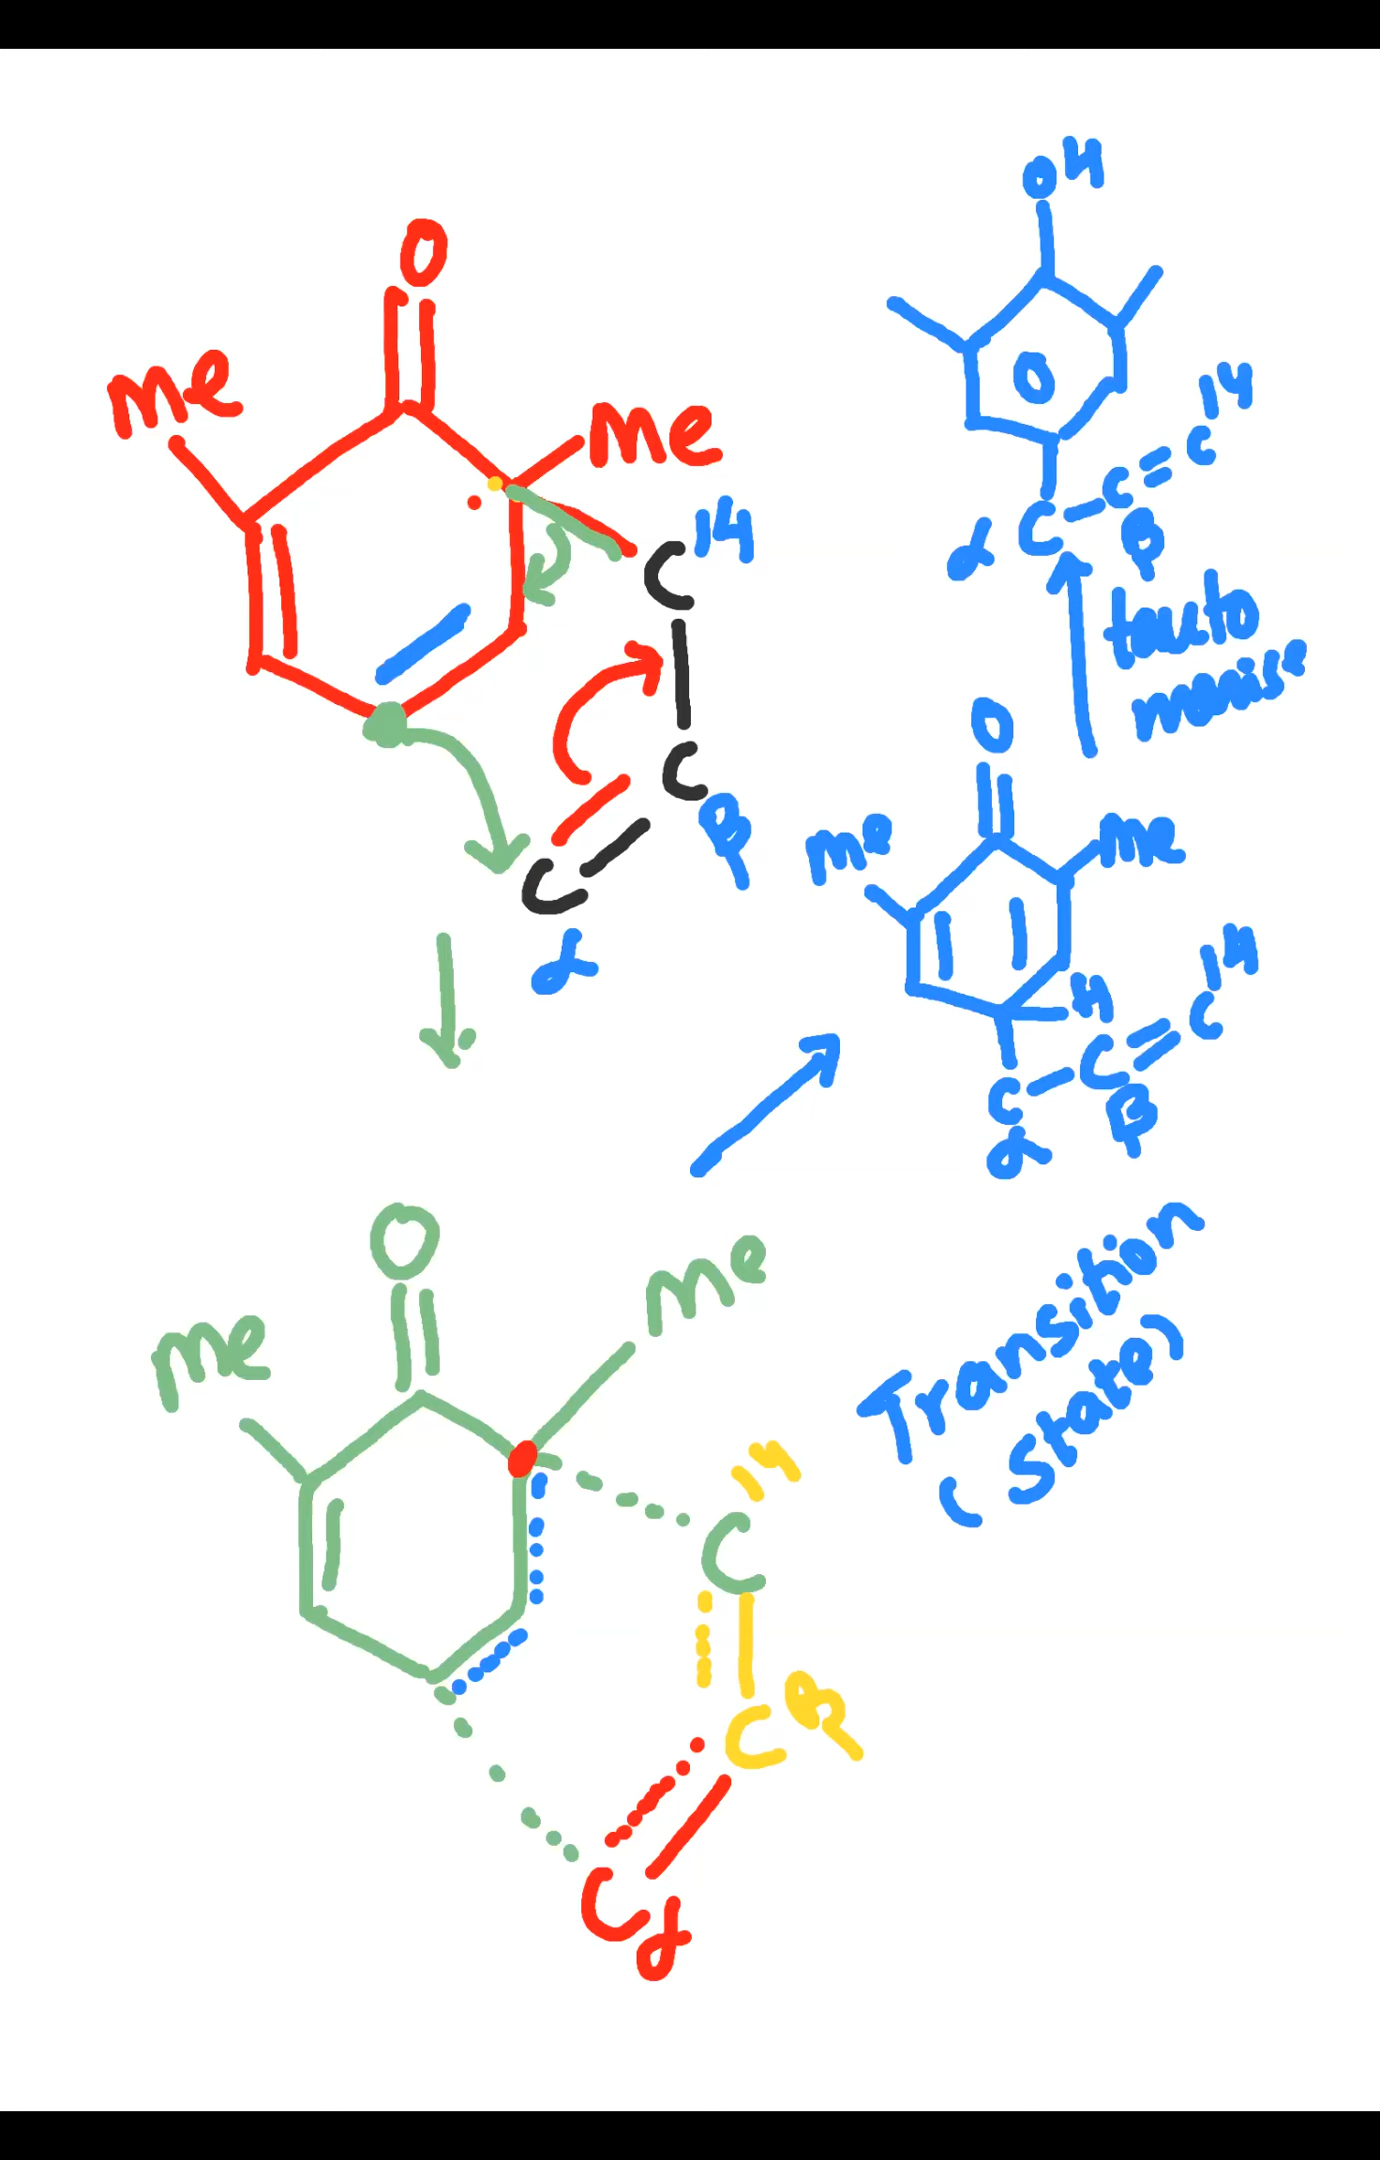 O
Me
Me
C 14
C
β
C
α
OH
C 14
C =
α C -
β
tauto
merise
O
Me
Me
H
C 14
C - C =
β
α
O
Me
Me
14
C
C β
C α
Transition
(State)